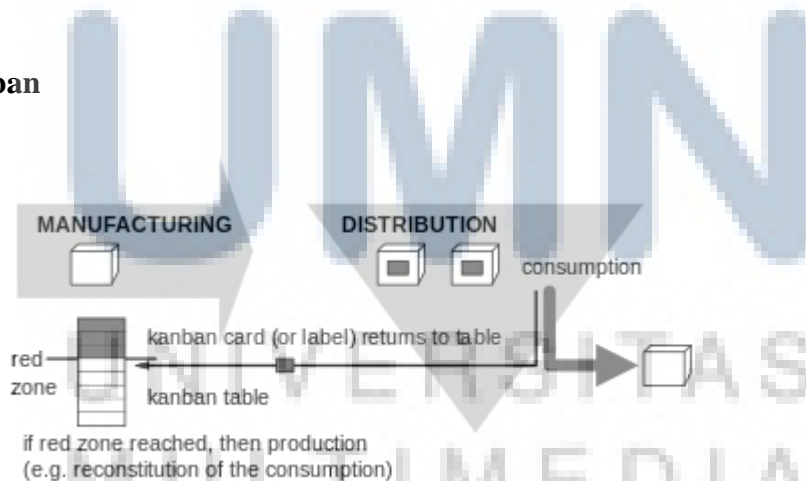 ban
UMN
MANUFACTURING
DISTRIBUTION
consumption
kanban card (or label) returns to table
red
zone
kanban table
UNIVERSITAS
if red zone reached, then production
(e.g. reconstitution of the consumption)
MULTIMEDIA